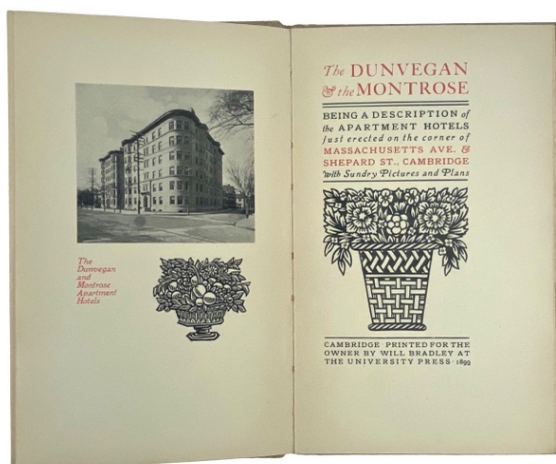 The
Dunvegan
and
Montrose
Apartment
Hotels
The DUNVEGAN
& the MONTROSE
BEING A DESCRIPTION of
the APARTMENT HOTELS
just erected on the corner of
MASSACHUSETTS AVE. &
SHEPARD ST., CAMBRIDGE
with Sundry Pictures and Plans
CAMBRIDGE PRINTED FOR THE
OWNER BY WILL BRADLEY AT
THE UNIVERSITY PRESS · 1899